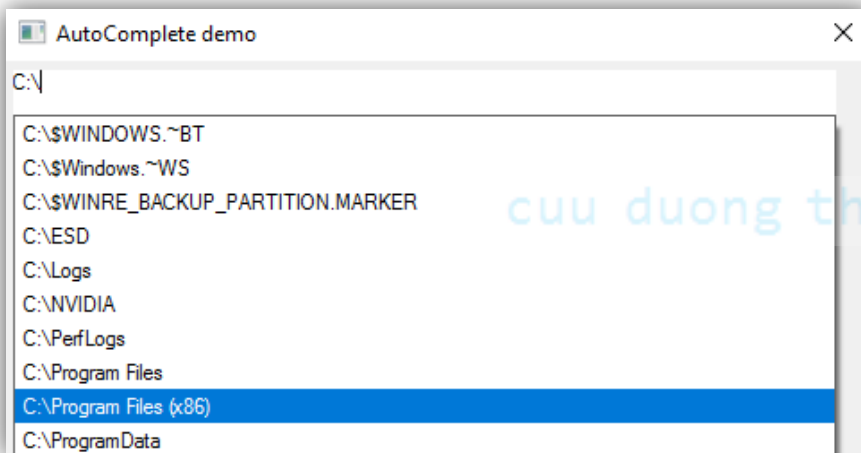 AutoComplete demo
C:\
C:\$WINDOWS.~BT
C:\$Windows.~WS
C:\$WINRE_BACKUP_PARTITION.MARKER
cuu duong th
C:\ESD
C:\Logs
C:\NVIDIA
C:\PerfLogs
C:\Program Files
C:\Program Files (x86)
C:\ProgramData